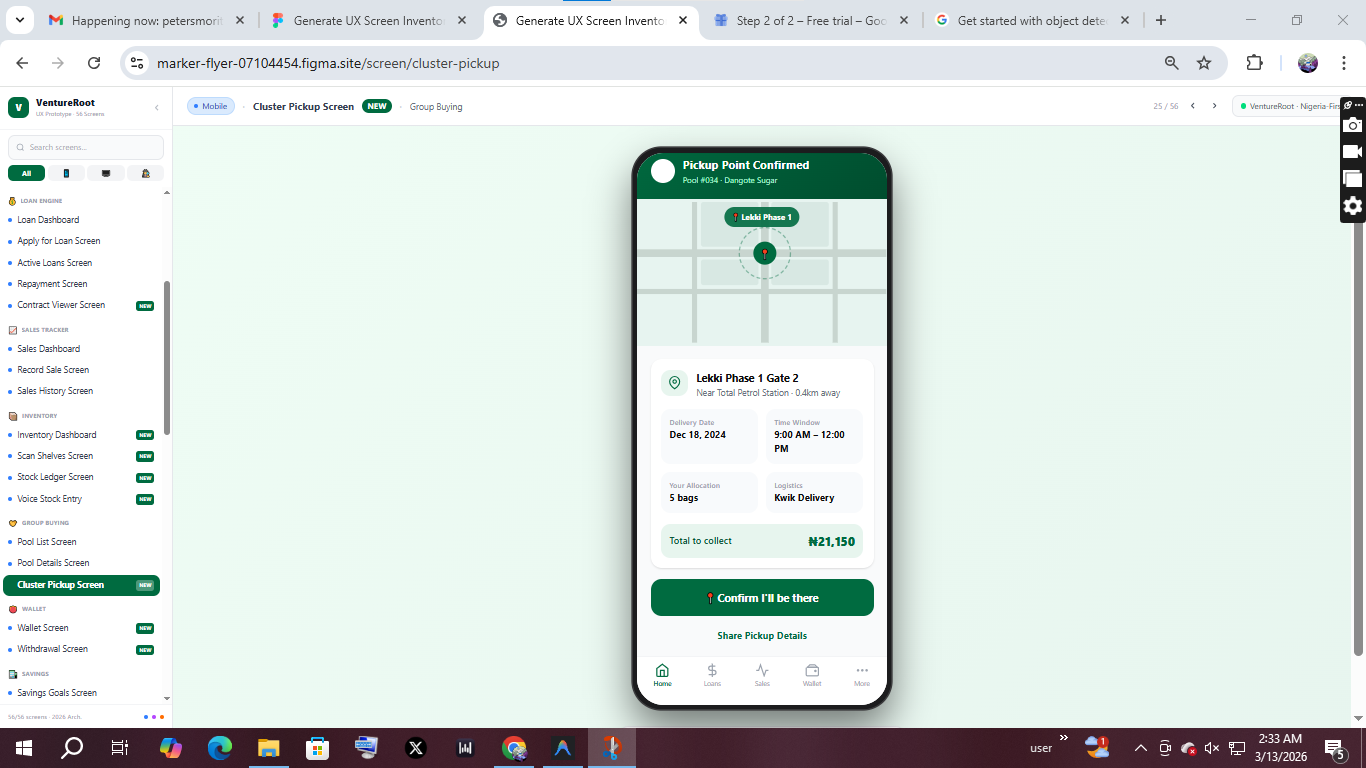 Happening now: petersmorit
Generate UX Screen Invento
Generate UX Screen Invento
Step 2 of 2 – Free trial – Goo
Get started with object dete
marker-flyer-07104454.figma.site/screen/cluster-pickup
V
VentureRoot
UX Prototype · 56 Screens
Mobile
·
Cluster Pickup Screen
NEW
·
Group Buying
25 / 56
VentureRoot · Nigeria-Firs
Search screens...
All
LOAN ENGINE
Loan Dashboard
Apply for Loan Screen
Active Loans Screen
Repayment Screen
Contract Viewer Screen NEW
SALES TRACKER
Sales Dashboard
Record Sale Screen
Sales History Screen
INVENTORY
Inventory Dashboard NEW
Scan Shelves Screen NEW
Stock Ledger Screen NEW
Voice Stock Entry NEW
GROUP BUYING
Pool List Screen
Pool Details Screen
Cluster Pickup Screen NEW
WALLET
Wallet Screen NEW
Withdrawal Screen NEW
SAVINGS
Savings Goals Screen
56/56 screens · 2026 Arch.
Pickup Point Confirmed
Pool #034 · Dangote Sugar
Lekki Phase 1
Lekki Phase 1 Gate 2
Near Total Petrol Station · 0.4km away
Delivery Date
Dec 18, 2024
Time Window
9:00 AM – 12:00
PM
Your Allocation
5 bags
Logistics
Kwik Delivery
Total to collect
₦21,150
Confirm I'll be there
Share Pickup Details
Home
Loans
Sales
Wallet
More
user
1
2:33 AM
3/13/2026
5